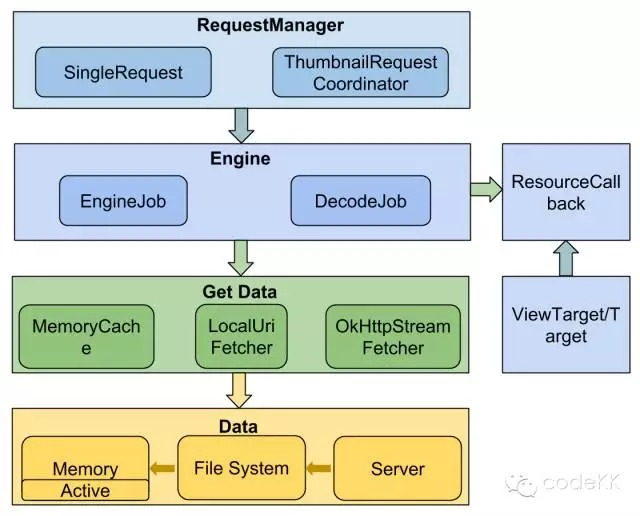 RequestManager
SingleRequest
ThumbnailRequest
Coordinator
Engine
EngineJob
DecodeJob
ResourceCall
back
Get Data
MemoryCach
e
LocalUri
Fetcher
OkHttpStream
Fetcher
ViewTarget/T
arget
Data
Memory
Active
File System
Server
codeKK